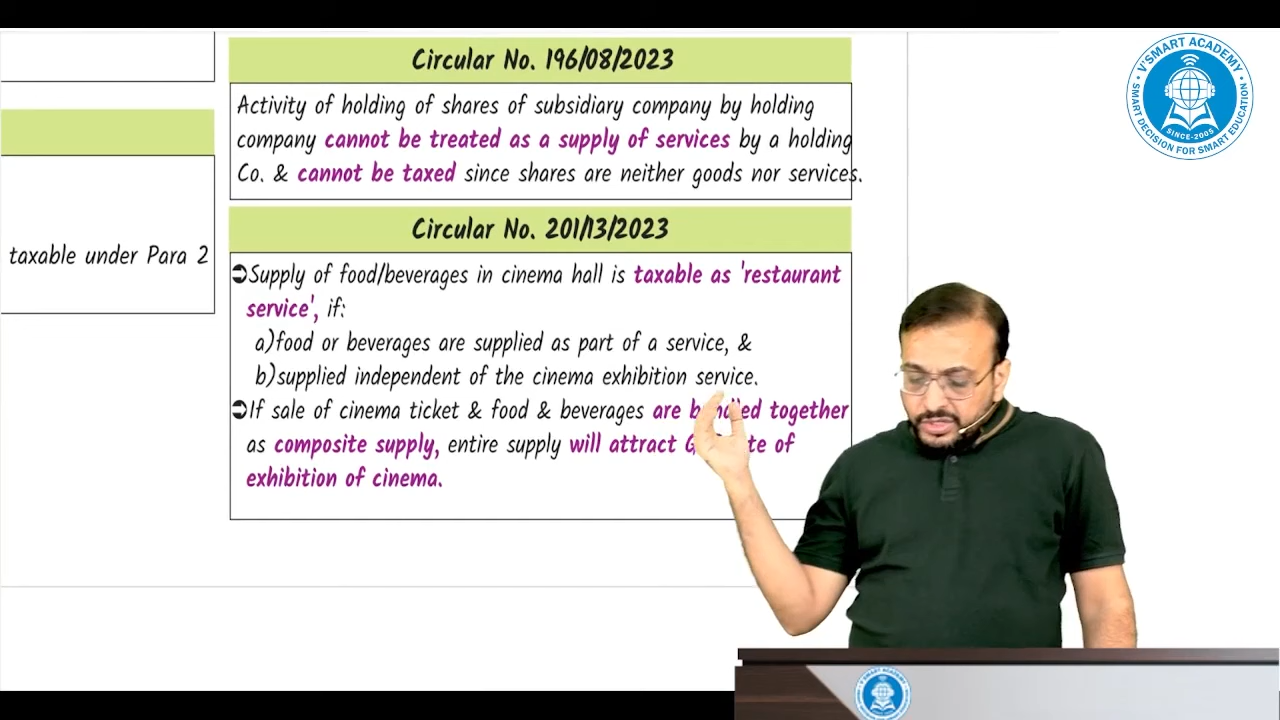 Circular No. 196/08/2023
Activity of holding of shares of subsidiary company by holding
company cannot be treated as a supply of services by a holding
Co. & cannot be taxed since shares are neither goods nor services.
taxable under Para 2
Circular No. 201/13/2023
➲Supply of food/beverages in cinema hall is taxable as 'restaurant
service', if:
a)food or beverages are supplied as part of a service, &
b)supplied independent of the cinema exhibition service.
➲If sale of cinema ticket & food & beverages are together
as composite supply, entire supply will attract of
exhibition of cinema.
V'SMART ACADEMY
SINCE-2005
SMART DECISION FOR SMART EDUCATION